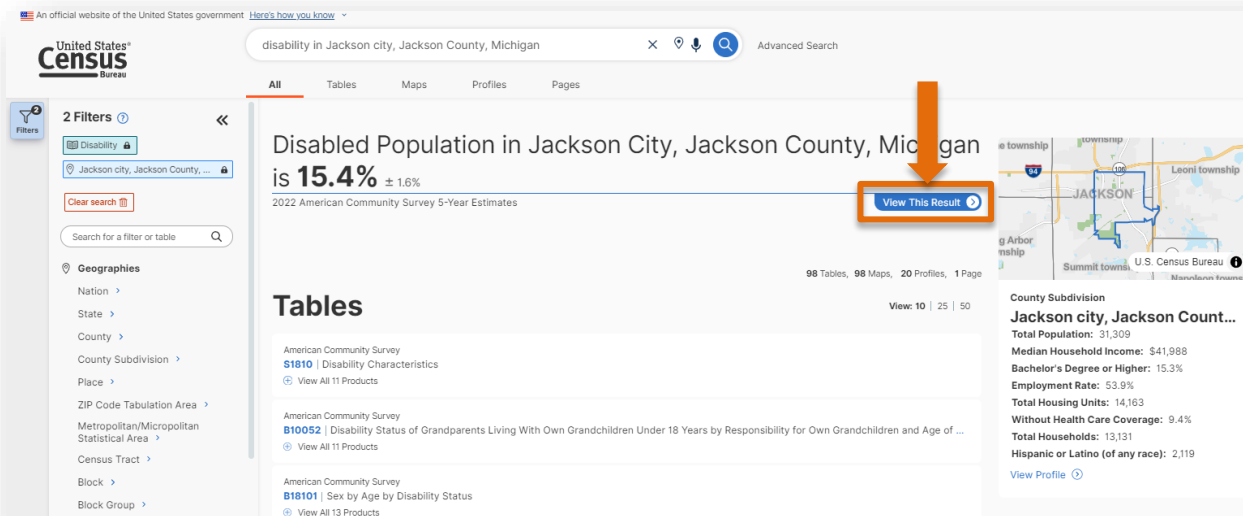 An official website of the United States government Here's how you know
United States®
Census
Bureau
disability in Jackson city, Jackson County, Michigan
Advanced Search
All Tables Maps Profiles Pages
2
Filters
2 Filters
Disability
Jackson city, Jackson County, ...
Clear search
Search for a filter or table
Geographies
Nation
State
County
County Subdivision
Place
ZIP Code Tabulation Area
Metropolitan/Micropolitan
Statistical Area
Census Tract
Block
Block Group
Disabled Population in Jackson City, Jackson County, Michigan
is 15.4% ± 1.6%
2022 American Community Survey 5-Year Estimates
View This Result
98 Tables, 98 Maps, 20 Profiles, 1 Page
Tables
View: 10 | 25 | 50
American Community Survey
S1810 | Disability Characteristics
View All 11 Products
American Community Survey
B10052 | Disability Status of Grandparents Living With Own Grandchildren Under 18 Years by Responsibility for Own Grandchildren and Age of ...
View All 11 Products
American Community Survey
B18101 | Sex by Age by Disability Status
View All 13 Products
e township
township
94
106
Leoni township
JACKSON
g Arbor
nship
Summit towns
U.S. Census Bureau
Napoleon towns
County Subdivision
Jackson city, Jackson Count...
Total Population: 31,309
Median Household Income: $41,988
Bachelor's Degree or Higher: 15.3%
Employment Rate: 53.9%
Total Housing Units: 14,163
Without Health Care Coverage: 9.4%
Total Households: 13,131
Hispanic or Latino (of any race): 2,119
View Profile